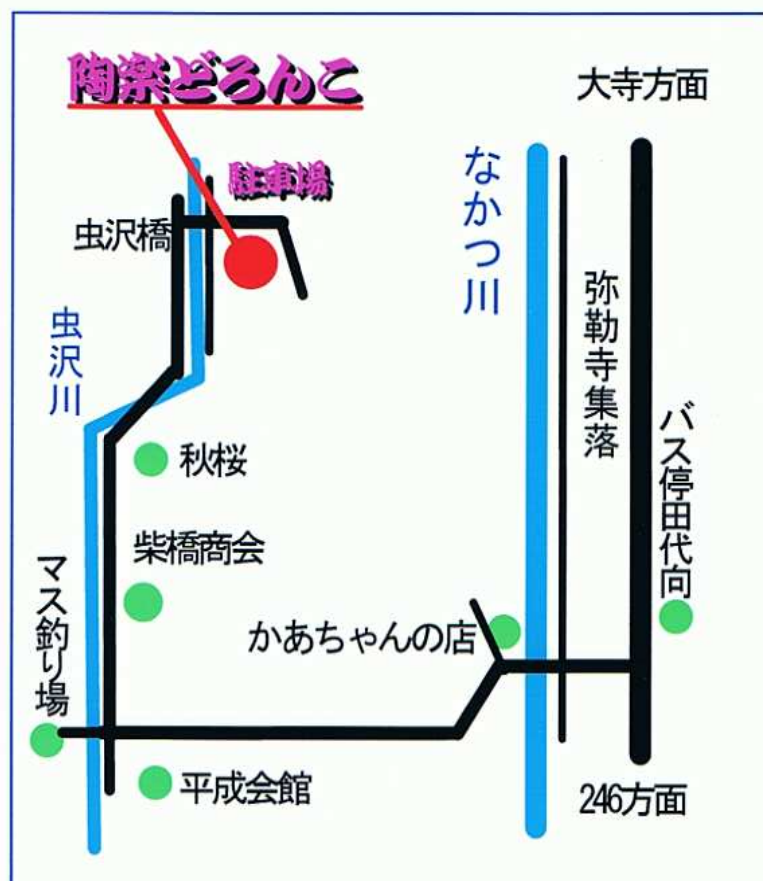 陶楽どろんこ
大寺方面
駐車場
なかつ川
虫沢橋
弥勒寺集落
虫沢川
バス停田代向
秋桜
柴橋商会
マス釣り場
かあちゃんの店
平成会館
246方面